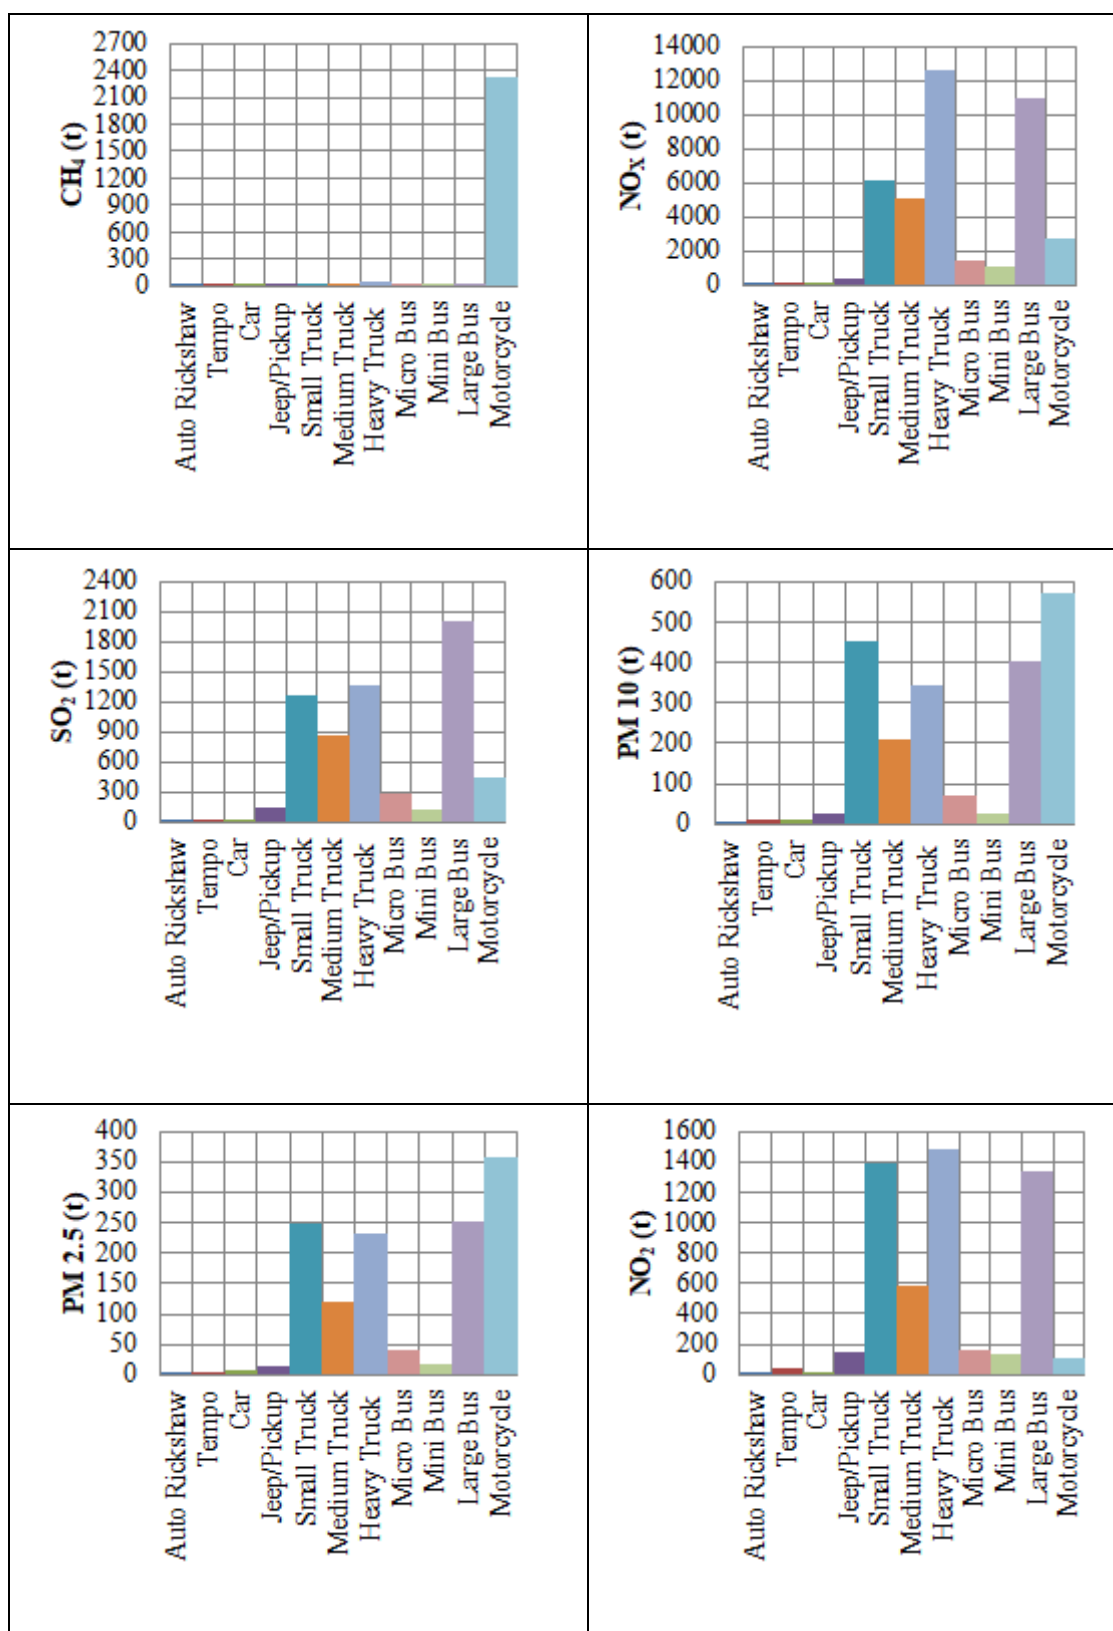 CH₄ (t)
2700
2400
2100
1800
1500
1200
900
600
300
0
Auto Rickshaw
Tempo
Car
Jeep/Pickup
Small Truck
Medium Truck
Heavy Truck
Micro Bus
Mini Bus
Large Bus
Motorcycle
NOX (t)
14000
12000
10000
8000
6000
4000
2000
0
Auto Rickshaw
Tempo
Car
Jeep/Pickup
Small Truck
Medium Truck
Heavy Truck
Micro Bus
Mini Bus
Large Bus
Motorcycle
SO₂ (t)
2400
2100
1800
1500
1200
900
600
300
0
Auto Rickshaw
Tempo
Car
Jeep/Pickup
Small Truck
Medium Truck
Heavy Truck
Micro Bus
Mini Bus
Large Bus
Motorcycle
PM 10 (t)
600
500
400
300
200
100
0
Auto Rickshaw
Tempo
Car
Jeep/Pickup
Small Truck
Medium Truck
Heavy Truck
Micro Bus
Mini Bus
Large Bus
Motorcycle
PM 2.5 (t)
400
350
300
250
200
150
100
50
0
Auto Rickshaw
Tempo
Car
Jeep/Pickup
Small Truck
Medium Truck
Heavy Truck
Micro Bus
Mini Bus
Large Bus
Motorcycle
NO₂ (t)
1600
1400
1200
1000
800
600
400
200
0
Auto Rickshaw
Tempo
Car
Jeep/Pickup
Small Truck
Medium Truck
Heavy Truck
Micro Bus
Mini Bus
Large Bus
Motorcycle